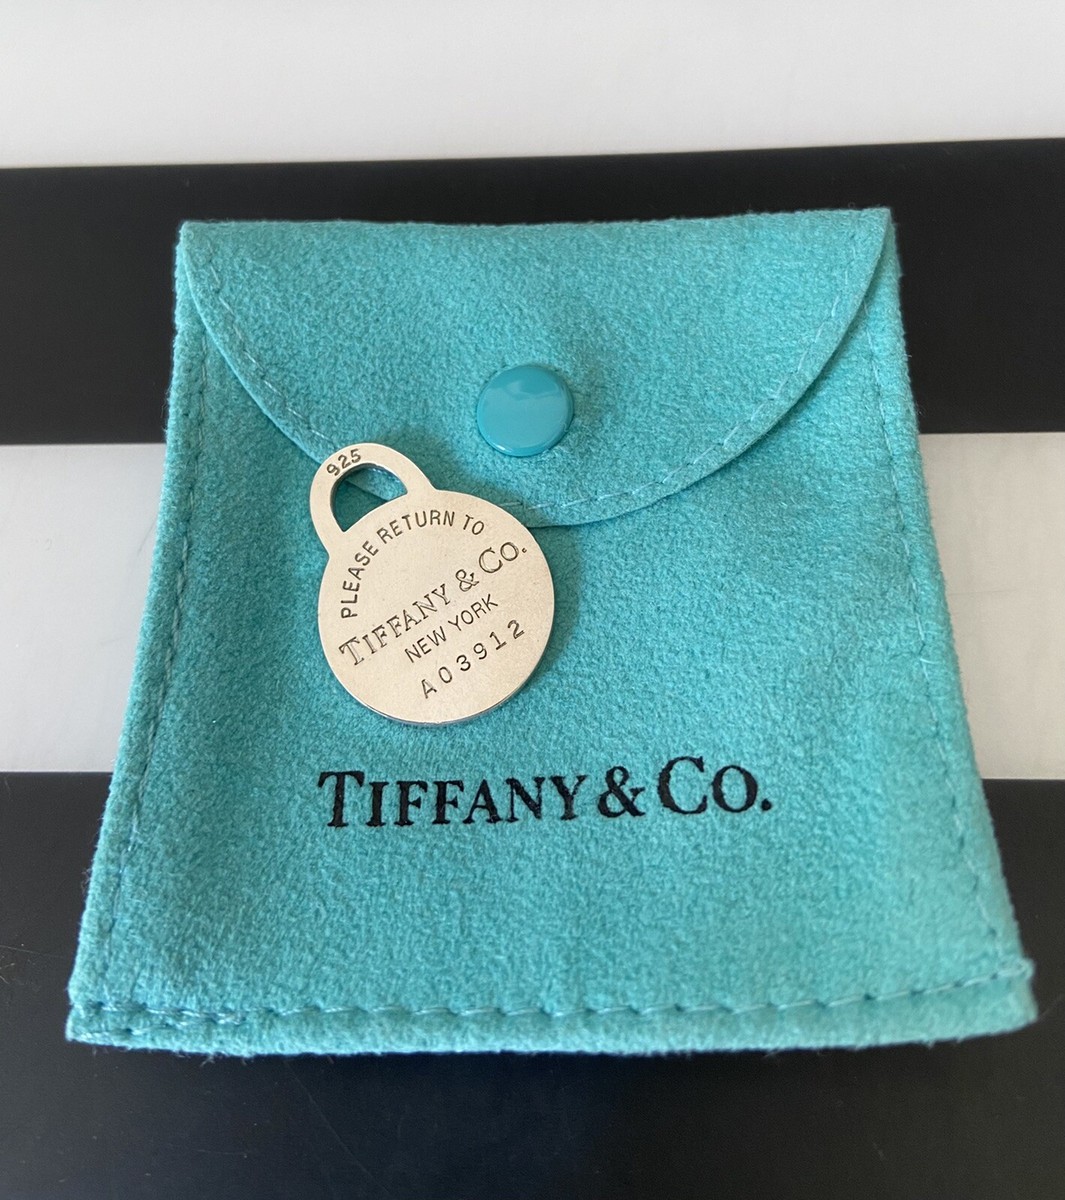 925
PLEASE RETURN TO
TIFFANY & CO.
NEW YORK
A03912
TIFFANY & CO.